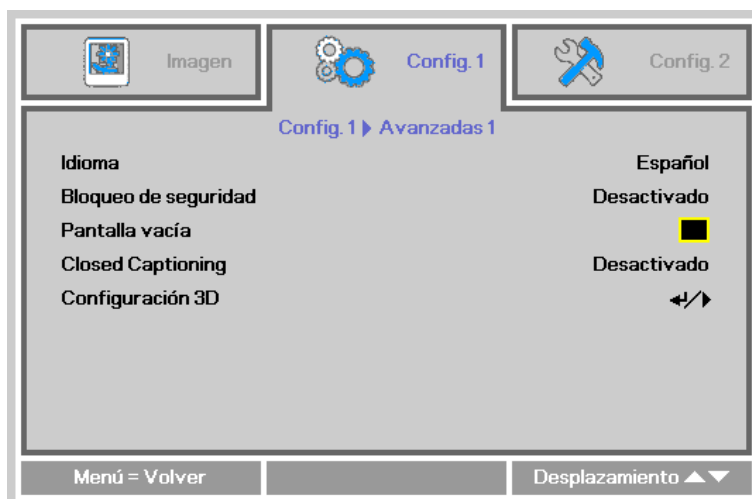 Imagen Config. 1 Config. 2
Config. 1 Avanzadas 1
Idioma Español
Bloqueo de seguridad Desactivado
Pantalla vacía
Closed Captioning Desactivado
Configuración 3D
Menú = Volver Desplazamiento